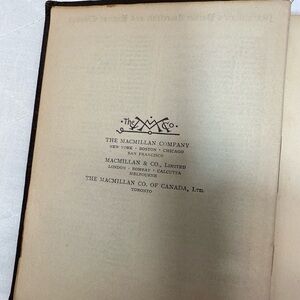 The M Co.
THE MACMILLAN COMPANY
NEW YORK · BOSTON · CHICAGO
SAN FRANCISCO
MACMILLAN & CO., LIMITED
LONDON · BOMBAY · CALCUTTA
MELBOURNE
THE MACMILLAN CO. OF CANADA, LTD.
TORONTO